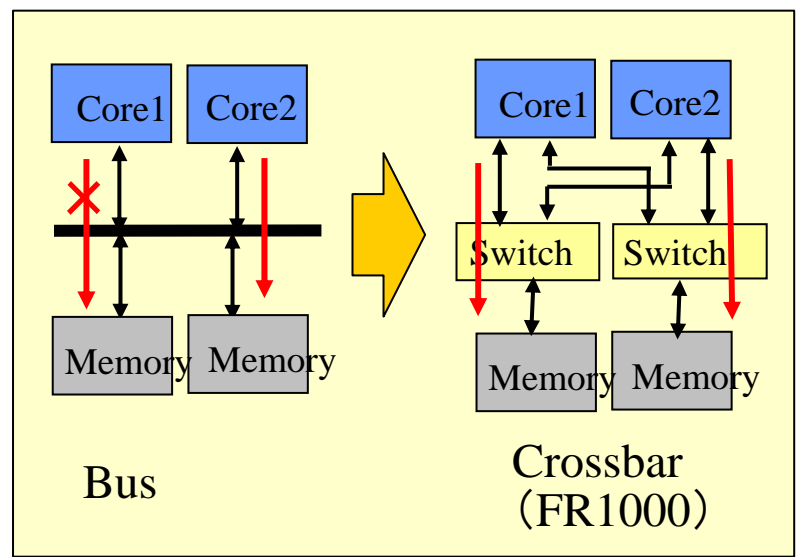 Core1
Core2
Memory
Memory
Bus
Core1
Core2
Switch
Switch
Memory
Memory
Crossbar
（FR1000）